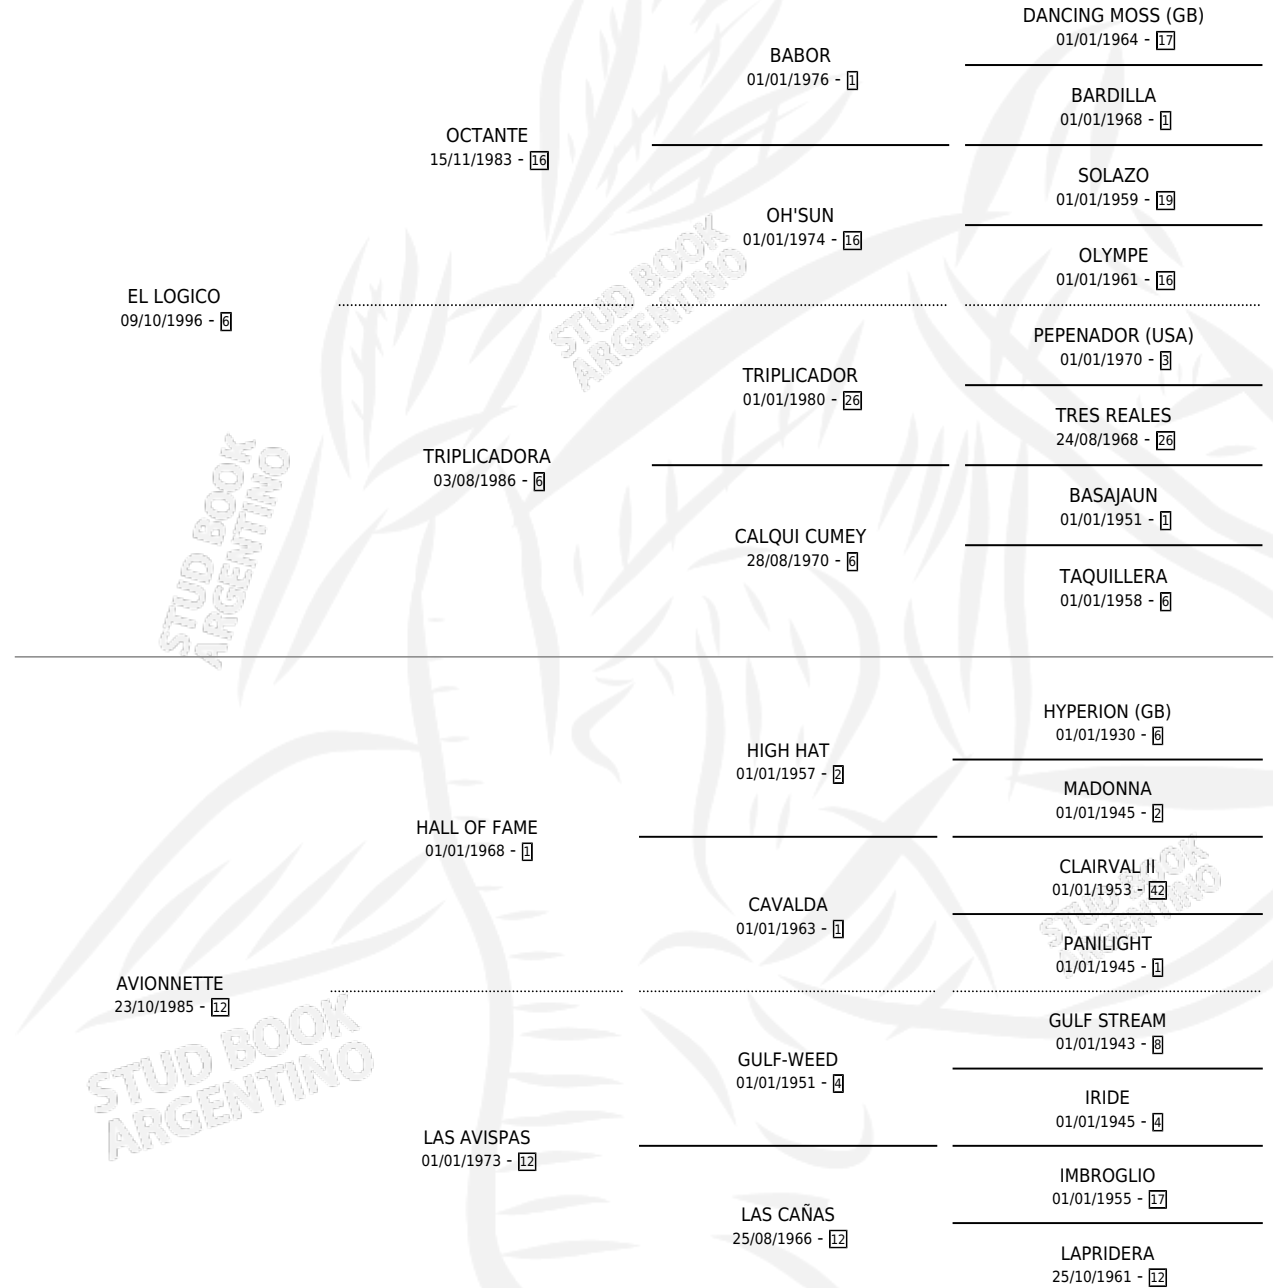 DANCING MOSS (GB)
01/01/1964 - 17
BABOR
01/01/1976 - 1
BARDILLA
01/01/1968 - 1
OCTANTE
15/11/1983 - 16
SOLAZO
01/01/1959 - 19
OH'SUN
01/01/1974 - 16
OLYMPE
01/01/1961 - 16
EL LOGICO
09/10/1996 - 6
STUD BOOK
ARGENTINO
PEPENADOR (USA)
01/01/1970 - 3
TRIPLICADOR
01/01/1980 - 26
TRES REALES
24/08/1968 - 26
TRIPLICADORA
03/08/1986 - 6
BASAJAUN
01/01/1951 - 1
CALQUI CUMEY
28/08/1970 - 6
TAQUILLERA
01/01/1958 - 6
STUD BOOK
ARGENTINO
HYPERION (GB)
01/01/1930 - 6
HIGH HAT
01/01/1957 - 2
MADONNA
01/01/1945 - 2
HALL OF FAME
01/01/1968 - 1
CLAIRVAL II
01/01/1953 - 42
CAVALDA
01/01/1963 - 1
STUD BOOK
ARGENTINO
PANILIGHT
01/01/1945 - 1
AVIONNETTE
23/10/1985 - 12
GULF STREAM
01/01/1943 - 8
GULF-WEED
01/01/1951 - 4
STUD BOOK
ARGENTINO
IRIDE
01/01/1945 - 4
LAS AVISPAS
01/01/1973 - 12
IMBROGLIO
01/01/1955 - 17
LAS CAÑAS
25/08/1966 - 12
LAPRIDERA
25/10/1961 - 12